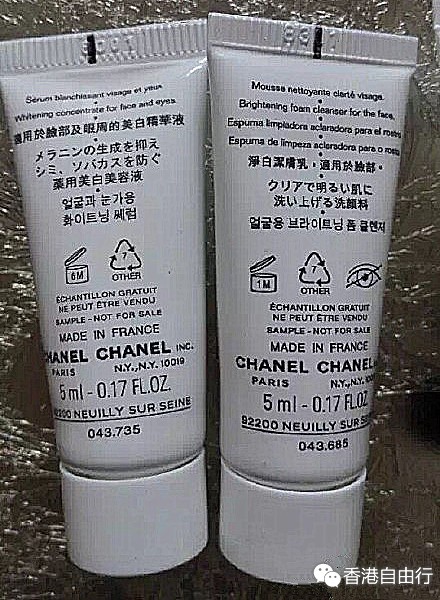 Sérum blanchissant visage et yeux.
Whitening concentrate for face and eyes.
適用於臉部及眼周的美白精華液
メラニンの生成を抑え
シミ、ソバカスを防ぐ
薬用美白美容液
얼굴과 눈가용
화이트닝 쎄럼
6M
7
OTHER
ÉCHANTILLON GRATUIT
NE PEUT ÊTRE VENDU
SAMPLE - NOT FOR SALE
MADE IN FRANCE
CHANEL CHANEL INC.
PARIS N.Y., N.Y. 10019
5 ml - 0.17 FL.OZ.
92200 NEUILLY SUR SEINE
043.735
Mousse nettoyante clarté visage.
Brightening foam cleanser for the face.
Espuma limpiadora aclaradora para el rostro
Espuma de limpeza aclaradora para o rosto
淨白潔膚乳，適用於臉部。
クリアで明るい肌に
洗い上げる洗顔料
얼굴용 브라이트닝 폼 클렌저
1M
7
OTHER
ÉCHANTILLON GRATUIT
NE PEUT ÊTRE VENDU
SAMPLE - NOT FOR SALE
MADE IN FRANCE
CHANEL CHANEL
PARIS N.Y., N.Y.
5 ml - 0.17 FL.OZ.
92200 NEUILLY SUR SEINE
043.685
香港自由行